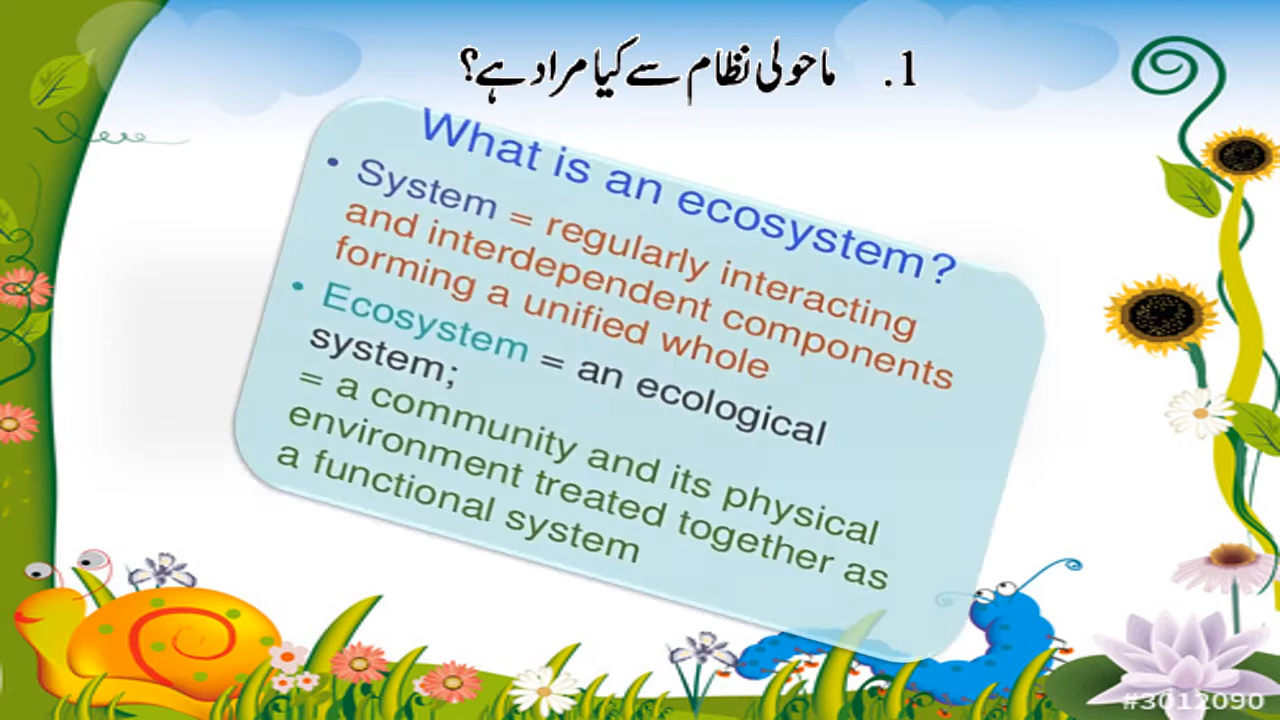 1. ماحولی نظام سے کیا مراد ہے؟
What is an ecosystem?
• System = regularly interacting
and interdependent components
forming a unified whole
• Ecosystem = an ecological
system;
= a community and its physical
environment treated together as
a functional system
#3012090